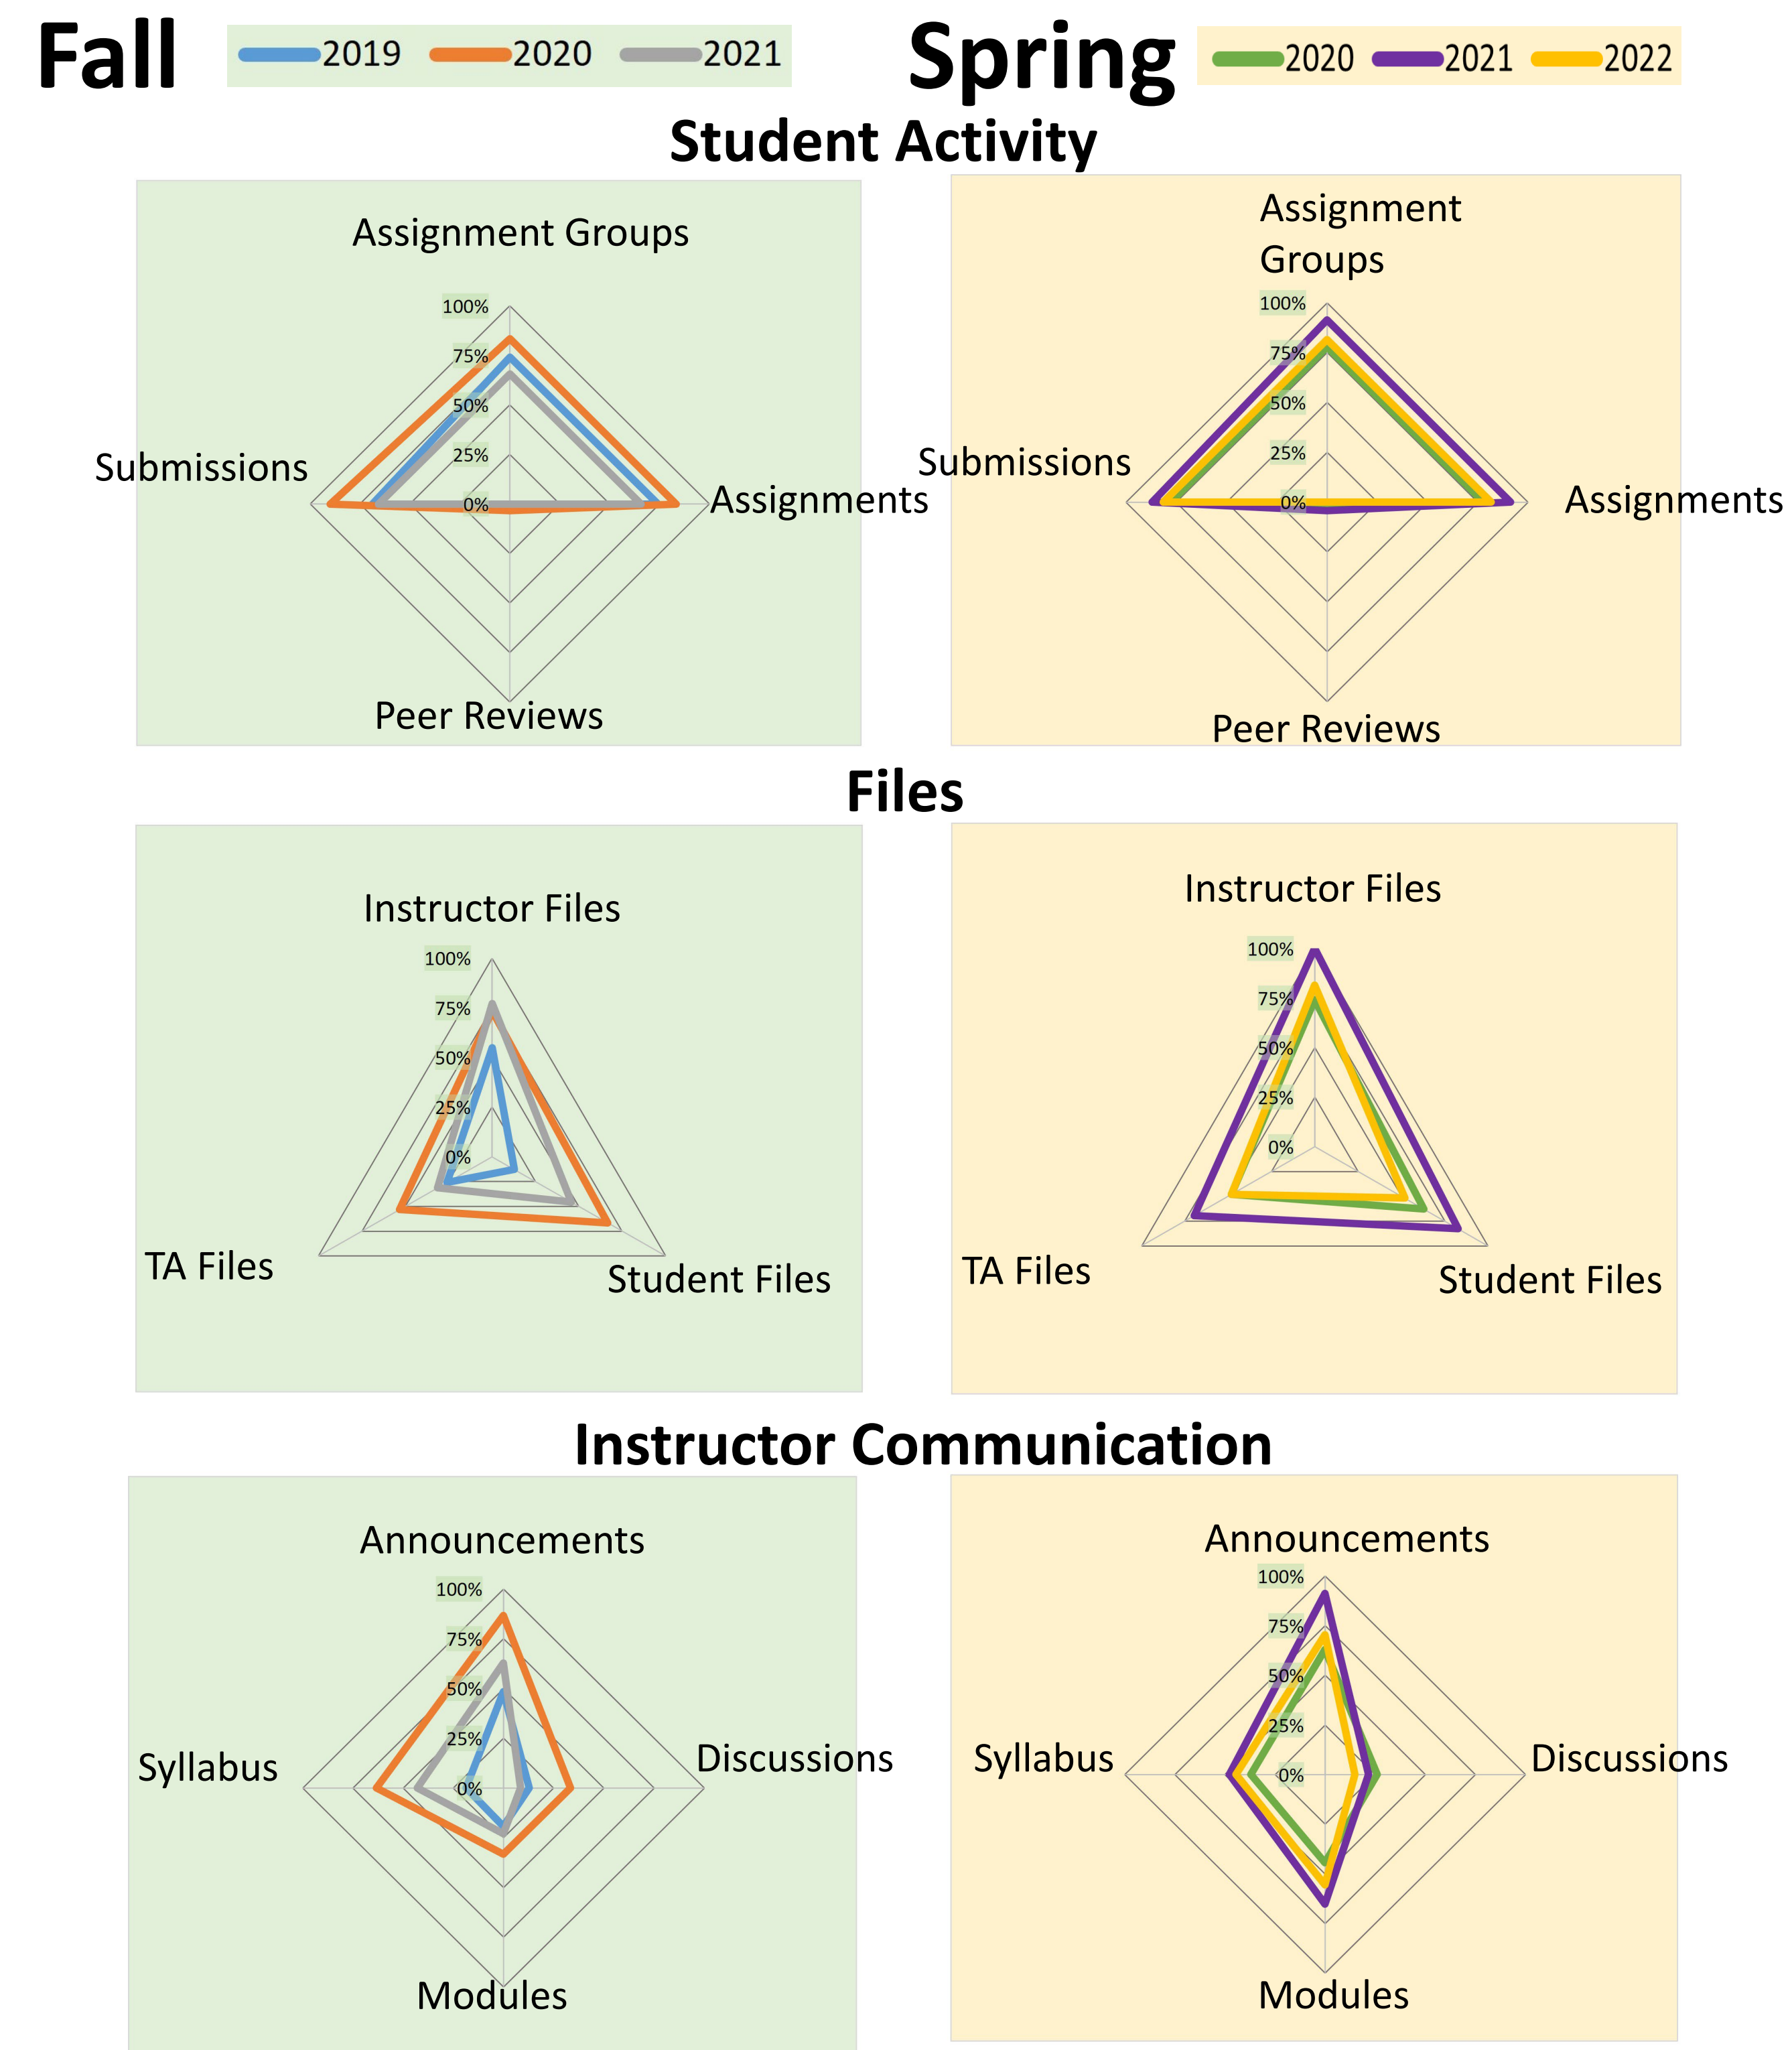 Fall
2019 2020 2021
Spring
2020 2021 2022
Student Activity
Assignment Groups
100%
75%
50%
25%
0%
Submissions
Assignments
Peer Reviews
Assignment
Groups
100%
75%
50%
25%
0%
Submissions
Assignments
Peer Reviews
Files
Instructor Files
100%
75%
50%
25%
0%
TA Files
Student Files
Instructor Files
100%
75%
50%
25%
0%
TA Files
Student Files
Instructor Communication
Announcements
100%
75%
50%
25%
0%
Syllabus
Discussions
Modules
Announcements
100%
75%
50%
25%
0%
Syllabus
Discussions
Modules